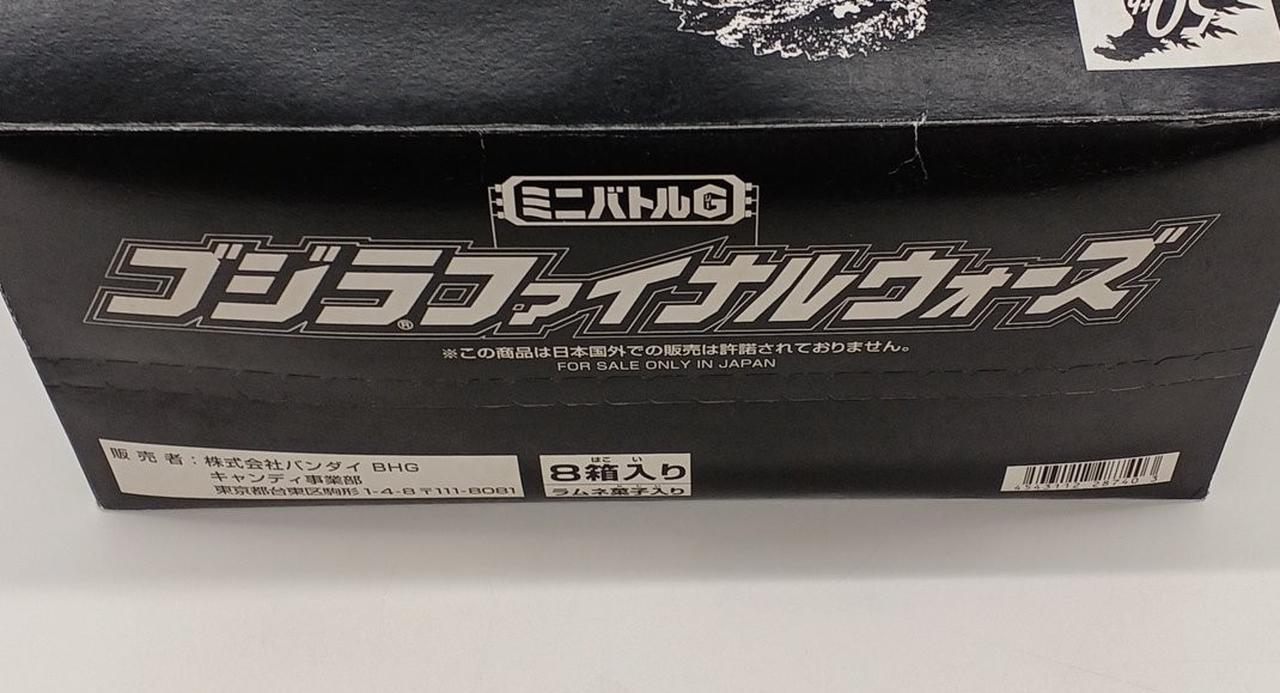 50th
ミニバトルG
ゴジラ ファイナルウォーズ
®
※この商品は日本国外での販売は許諾されておりません。
FOR SALE ONLY IN JAPAN
販売者：株式会社バンダイ BHG
キャンディ事業部
東京都台東区駒形1-4-8 〒111-8081
8箱入り
ラムネ菓子入り
4543112 28740 3